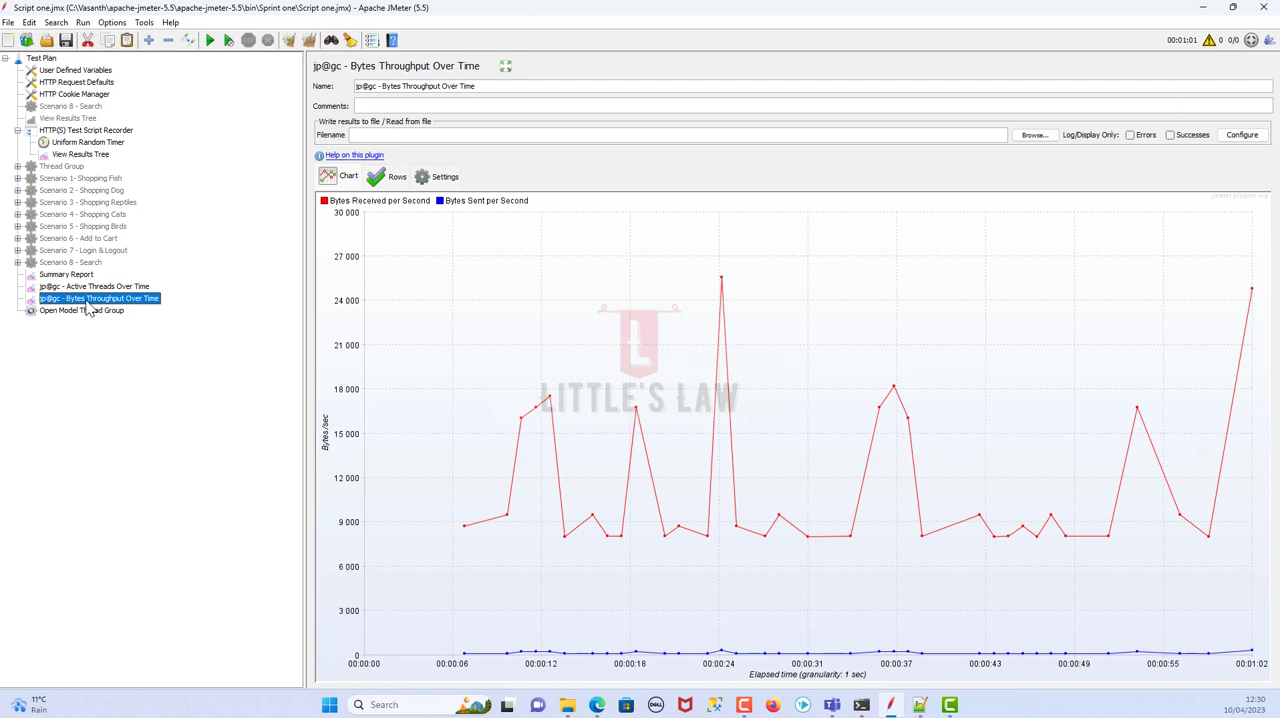 Script one.jmx (C:\Vasanth\apache-jmeter-5.5\apache-jmeter-5.5\bin\Sprint one\Script one.jmx) - Apache JMeter (5.5)
File Edit Search Run Options Tools Help
00:01:01 0 0/0
Test Plan
User Defined Variables
HTTP Request Defaults
HTTP Cookie Manager
Scenario 8 - Search
View Results Tree
HTTP(S) Test Script Recorder
Uniform Random Timer
View Results Tree
Thread Group
Scenario 1- Shopping Fish
Scenario 2 - Shopping Dog
Scenario 3 - Shopping Reptiles
Scenario 4 - Shopping Cats
Scenario 5 - Shopping Birds
Scenario 6 - Add to Cart
Scenario 7 - Login & Logout
Scenario 8 - Search
Summary Report
jp@gc - Active Threads Over Time
jp@gc - Bytes Throughput Over Time
Open Model Thread Group
jp@gc - Bytes Throughput Over Time
Name: jp@gc - Bytes Throughput Over Time
Comments:
Write results to file / Read from file
Filename Browse... Log/Display Only: Errors Successes Configure
Help on this plugin
Chart Rows Settings
Bytes Received per Second Bytes Sent per Second
jmeter-plugins.org
30 000
27 000
24 000
21 000
18 000
15 000
12 000
9 000
6 000
3 000
0
Bytes /sec
LITTLE'S LAW
00:00:00 00:00:06 00:00:12 00:00:18 00:00:24 00:00:31 00:00:37 00:00:43 00:00:49 00:00:55 00:01:02
Elapsed time (granularity: 1 sec)
11°C
Rain
Search
DELL
12:30
10/04/2023